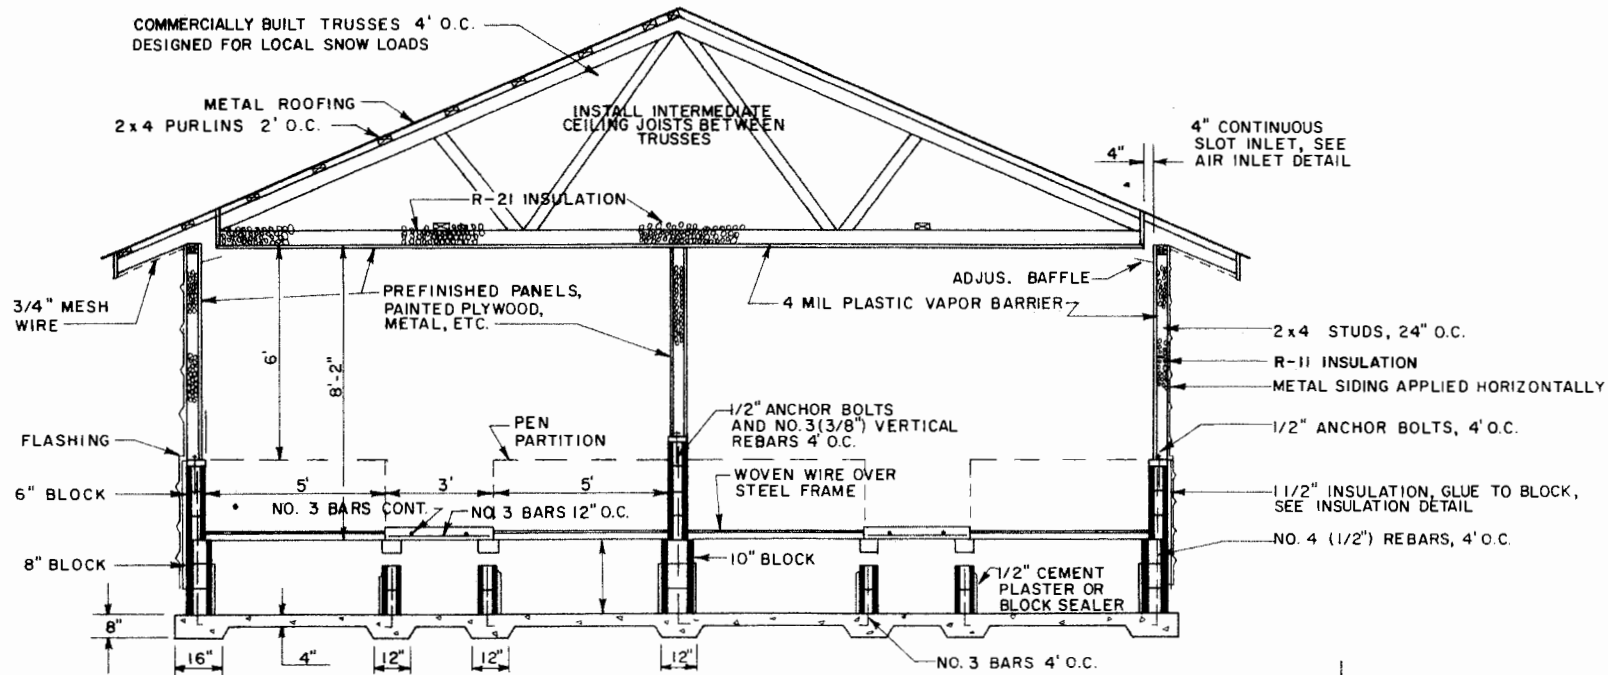 COMMERCIALLY BUILT TRUSSES 4' O.C.
DESIGNED FOR LOCAL SNOW LOADS
METAL ROOFING
2x4 PURLINS 2' O.C.
INSTALL INTERMEDIATE
CEILING JOISTS BETWEEN
TRUSSES
4" CONTINUOUS
SLOT INLET, SEE
AIR INLET DETAIL
4"
R-21 INSULATION
ADJUS. BAFFLE
3/4" MESH
WIRE
PREFINISHED PANELS,
PAINTED PLYWOOD,
METAL, ETC.
4 MIL PLASTIC VAPOR BARRIER
2x4 STUDS, 24" O.C.
R-11 INSULATION
METAL SIDING APPLIED HORIZONTALLY
6'
8'-2"
FLASHING
PEN
PARTITION
1/2" ANCHOR BOLTS
AND NO.3(3/8") VERTICAL
REBARS 4' O.C.
1/2" ANCHOR BOLTS, 4' O.C.
6" BLOCK
5'
3'
5'
WOVEN WIRE OVER
STEEL FRAME
1 1/2" INSULATION, GLUE TO BLOCK,
SEE INSULATION DETAIL
NO. 3 BARS CONT.
NO. 3 BARS 12" O.C.
NO. 4 (1/2") REBARS, 4' O.C.
8" BLOCK
10" BLOCK
1/2" CEMENT
PLASTER OR
BLOCK SEALER
8"
16"
4"
12"
12"
12"
NO. 3 BARS 4' O.C.